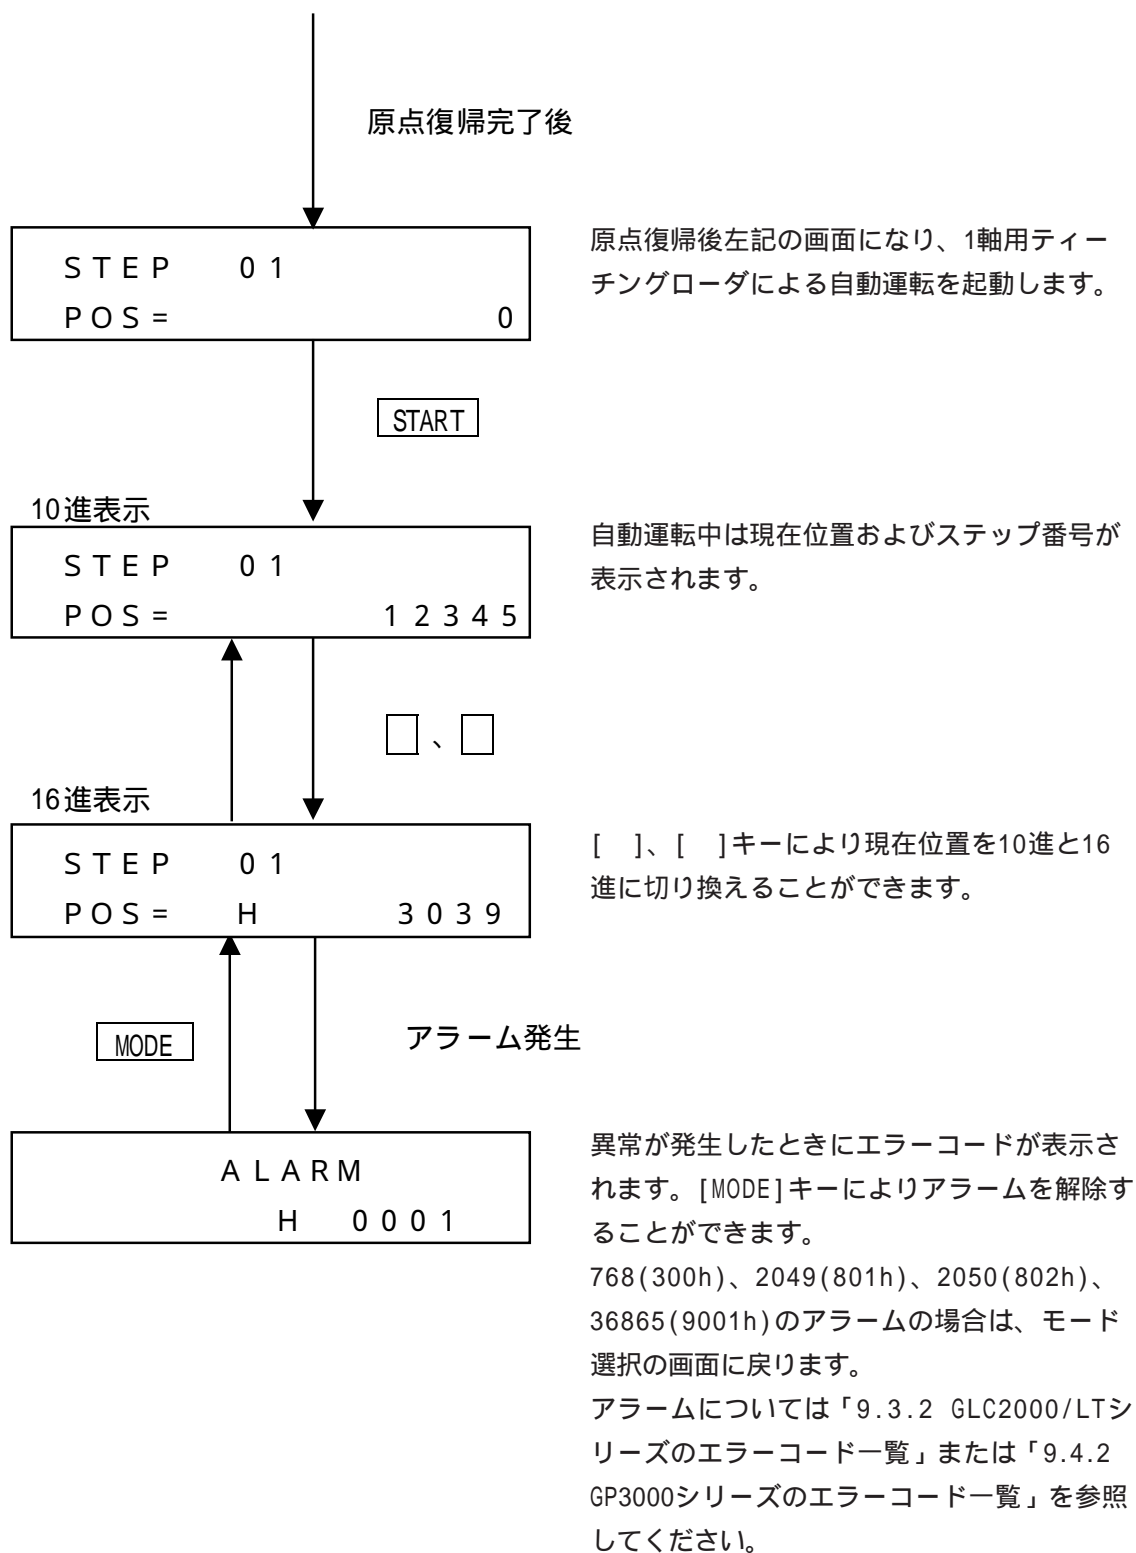 原点復帰完了後
STEP 01
POS= 0
原点復帰後左記の画面になり、1軸用ティー
チングローダによる自動運転を起動します。
START
10進表示
STEP 01
POS= 12345
自動運転中は現在位置およびステップ番号が
表示されます。
、
16進表示
STEP 01
POS= H 3039
[ ]、[ ]キーにより現在位置を10進と16
進に切り換えることができます。
MODE
アラーム発生
ALARM
H 0001
異常が発生したときにエラーコードが表示さ
れます。[MODE]キーによりアラームを解除す
ることができます。
768(300h)、2049(801h)、2050(802h)、
36865(9001h)のアラームの場合は、モード
選択の画面に戻ります。
アラームについては「9.3.2 GLC2000/LTシ
リーズのエラーコード一覧」または「9.4.2
GP3000シリーズのエラーコード一覧」を参照
してください。